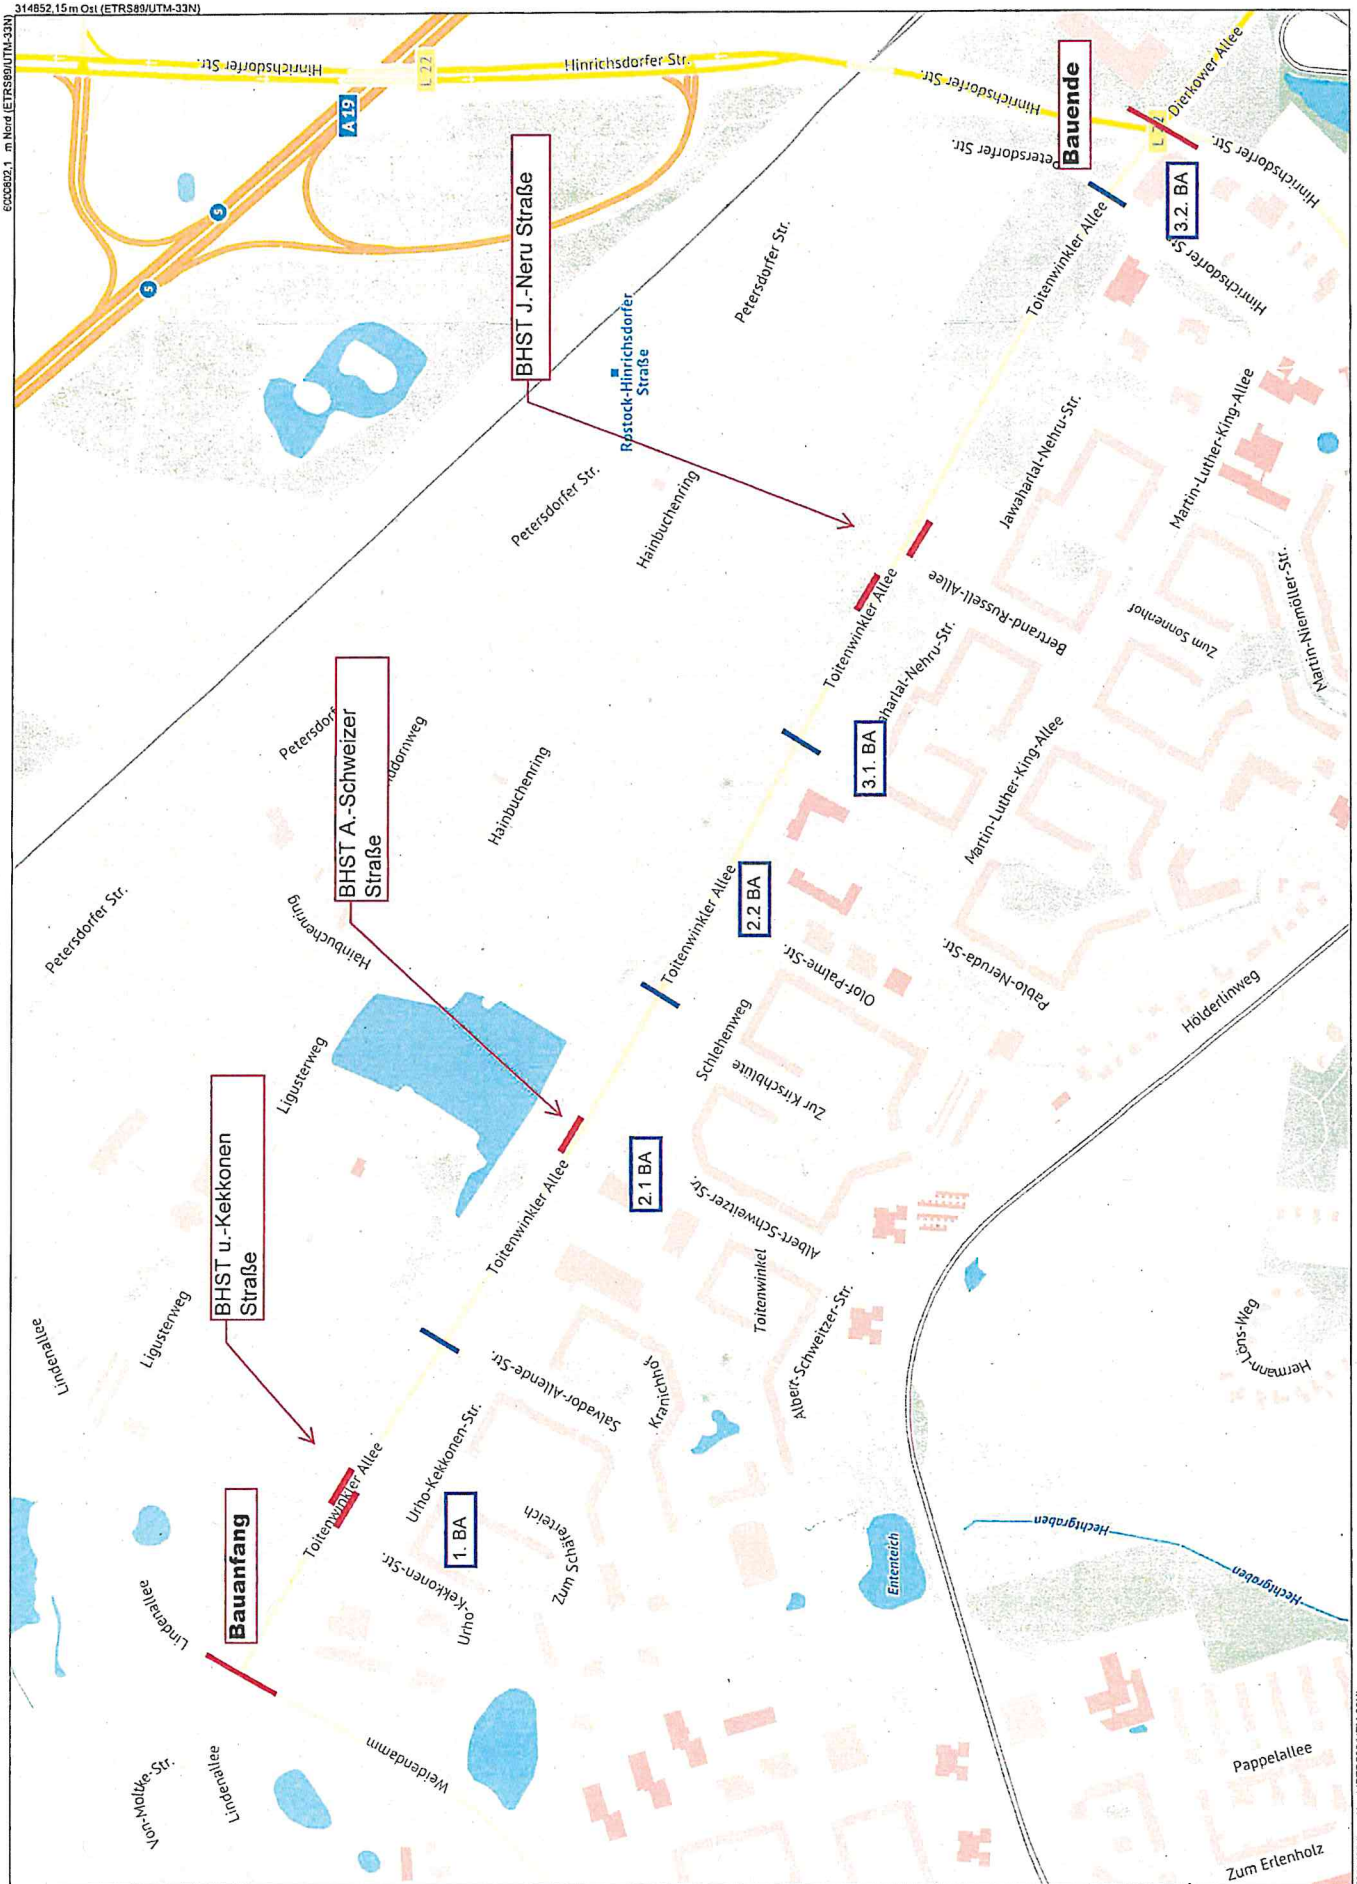 314852,15 m Ost (ETRS89/UTM-33N)
m Nord (ETRS89/UTM-33N)
Hinrichsdorfer Str.
A 19
L 22
Hinrichsdorfer Str.
Hinrichsdorfer Str.
Dierkower Allee
Bauende
L 22
Petersdorfer Str.
Hinrichsdorfer Str.
3.2. BA
5
5
Toitenwinkler Allee
Hinrichsdorfer Str.
BHST J.-Neru Straße
Petersdorfer Str.
Rostock-Hinrichsdorfer
Straße
Petersdorfer Str.
Hainbuchenring
Jawaharlal-Nehru-Str.
Martin-Luther-King-Allee
Toitenwinkler Allee
Bertrand-Russell-Allee
Zum Sonnenhof
Martin-Niemöller-Str.
BHST A.-Schweizer
Straße
Hainbuchenring
3.1. BA
Martin-Luther-King-Allee
Petersdorfer Str.
Hainbuchenring
Toitenwinkler Allee
2.2 BA
Olof-Palme-Str.
Pablo-Neruda-Str.
Hölderlinweg
Ligusterweg
Schlehenweg
Zur Kirschblüte
BHST u.-Kekkonen
Straße
Toitenwinkler Allee
2.1 BA
Albert-Schweitzer-Str.
Toitenwinkel
Albert-Schweitzer-Str.
Lindenallee
Ligusterweg
Salvador-Allende-Str.
Kranichhof
Hermann-Löns-Weg
Toitenwinkler Allee
Urho-Kekkonen-Str.
1. BA
Zum Schäferteich
Urho-Kekkonen-Str.
Ententeich
Hechtgraben
Hechtgraben
Bauanfang
Lindenallee
Weidendamm
Von-Moltke-Str.
Lindenallee
Pappelallee
Zum Erlenholz